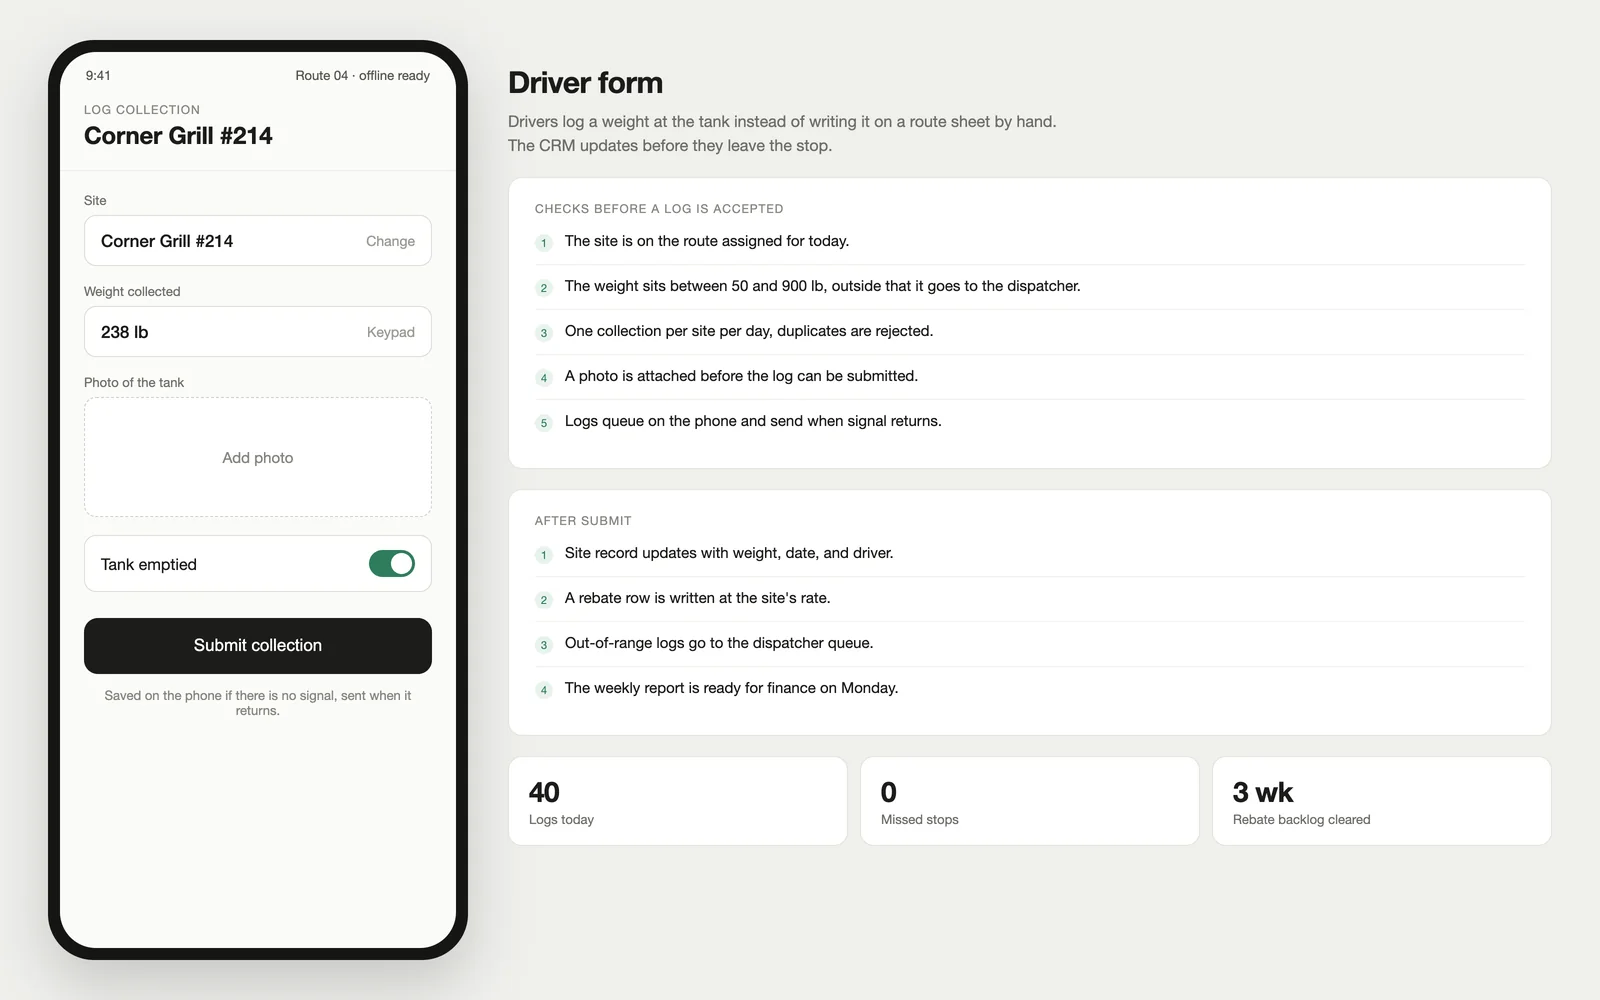 9:41
Route 04 · offline ready
LOG COLLECTION
Corner Grill #214
Site
Corner Grill #214
Change
Weight collected
238 lb
Keypad
Photo of the tank
Add photo
Tank emptied
Submit collection
Saved on the phone if there is no signal, sent when it
returns.
Driver form
Drivers log a weight at the tank instead of writing it on a route sheet by hand.
The CRM updates before they leave the stop.
CHECKS BEFORE A LOG IS ACCEPTED
1 The site is on the route assigned for today.
2 The weight sits between 50 and 900 lb, outside that it goes to the dispatcher.
3 One collection per site per day, duplicates are rejected.
4 A photo is attached before the log can be submitted.
5 Logs queue on the phone and send when signal returns.
AFTER SUBMIT
1 Site record updates with weight, date, and driver.
2 A rebate row is written at the site's rate.
3 Out-of-range logs go to the dispatcher queue.
4 The weekly report is ready for finance on Monday.
40
Logs today
0
Missed stops
3 wk
Rebate backlog cleared